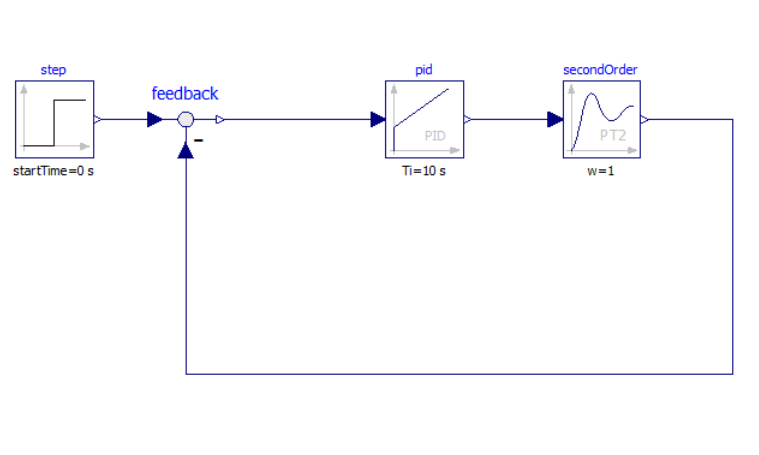 step
feedback
pid
secondOrder
PID
PT2
−
startTime=0 s
Ti=10 s
w=1